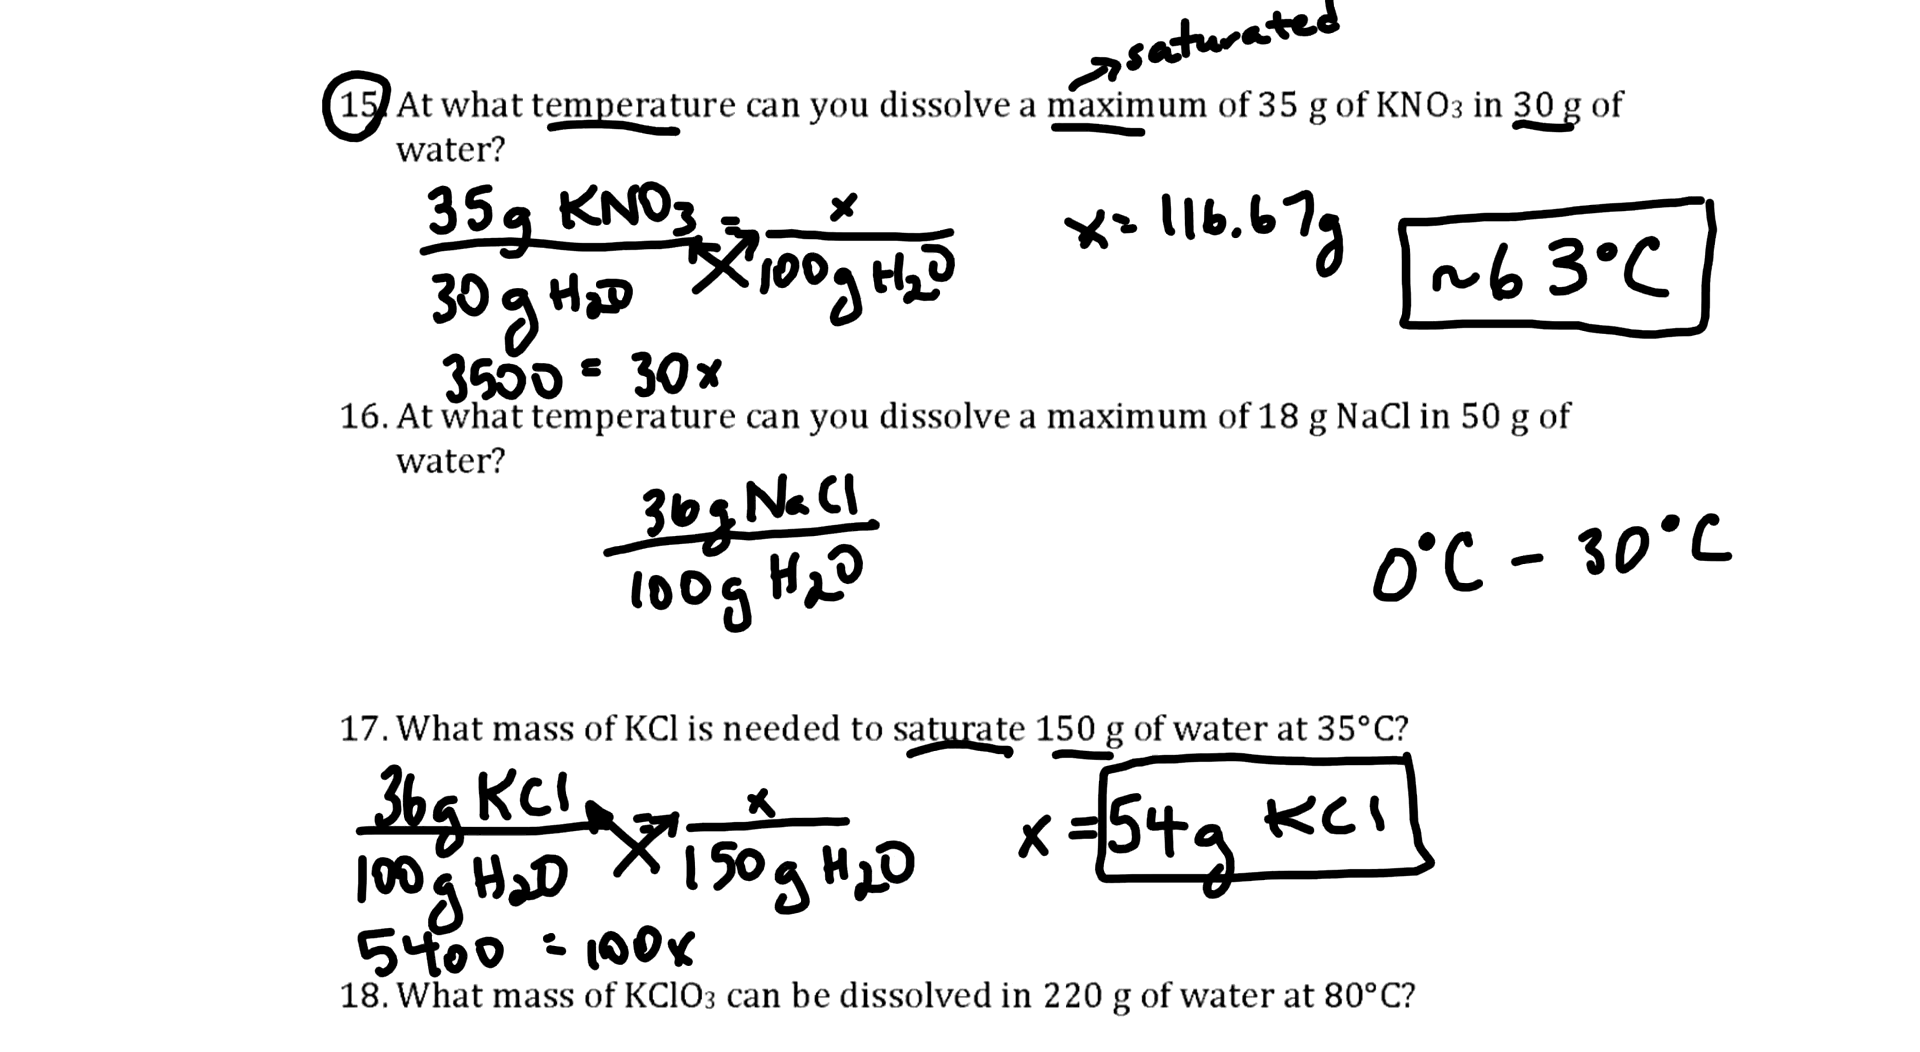 →saturated
15. At what temperature can you dissolve a maximum of 35 g of KNO₃ in 30 g of
water?
35g KNO₃ = x x = 116.67g ~63°C
30g H₂O 100g H₂O
3500 = 30x
16. At what temperature can you dissolve a maximum of 18 g NaCl in 50 g of
water?
36g NaCl
100g H₂O 0°C - 30°C
17. What mass of KCl is needed to saturate 150 g of water at 35°C?
36g KCl = x x = 54g KCl
100g H₂O 150g H₂O
5400 = 100x
18. What mass of KClO₃ can be dissolved in 220 g of water at 80°C?